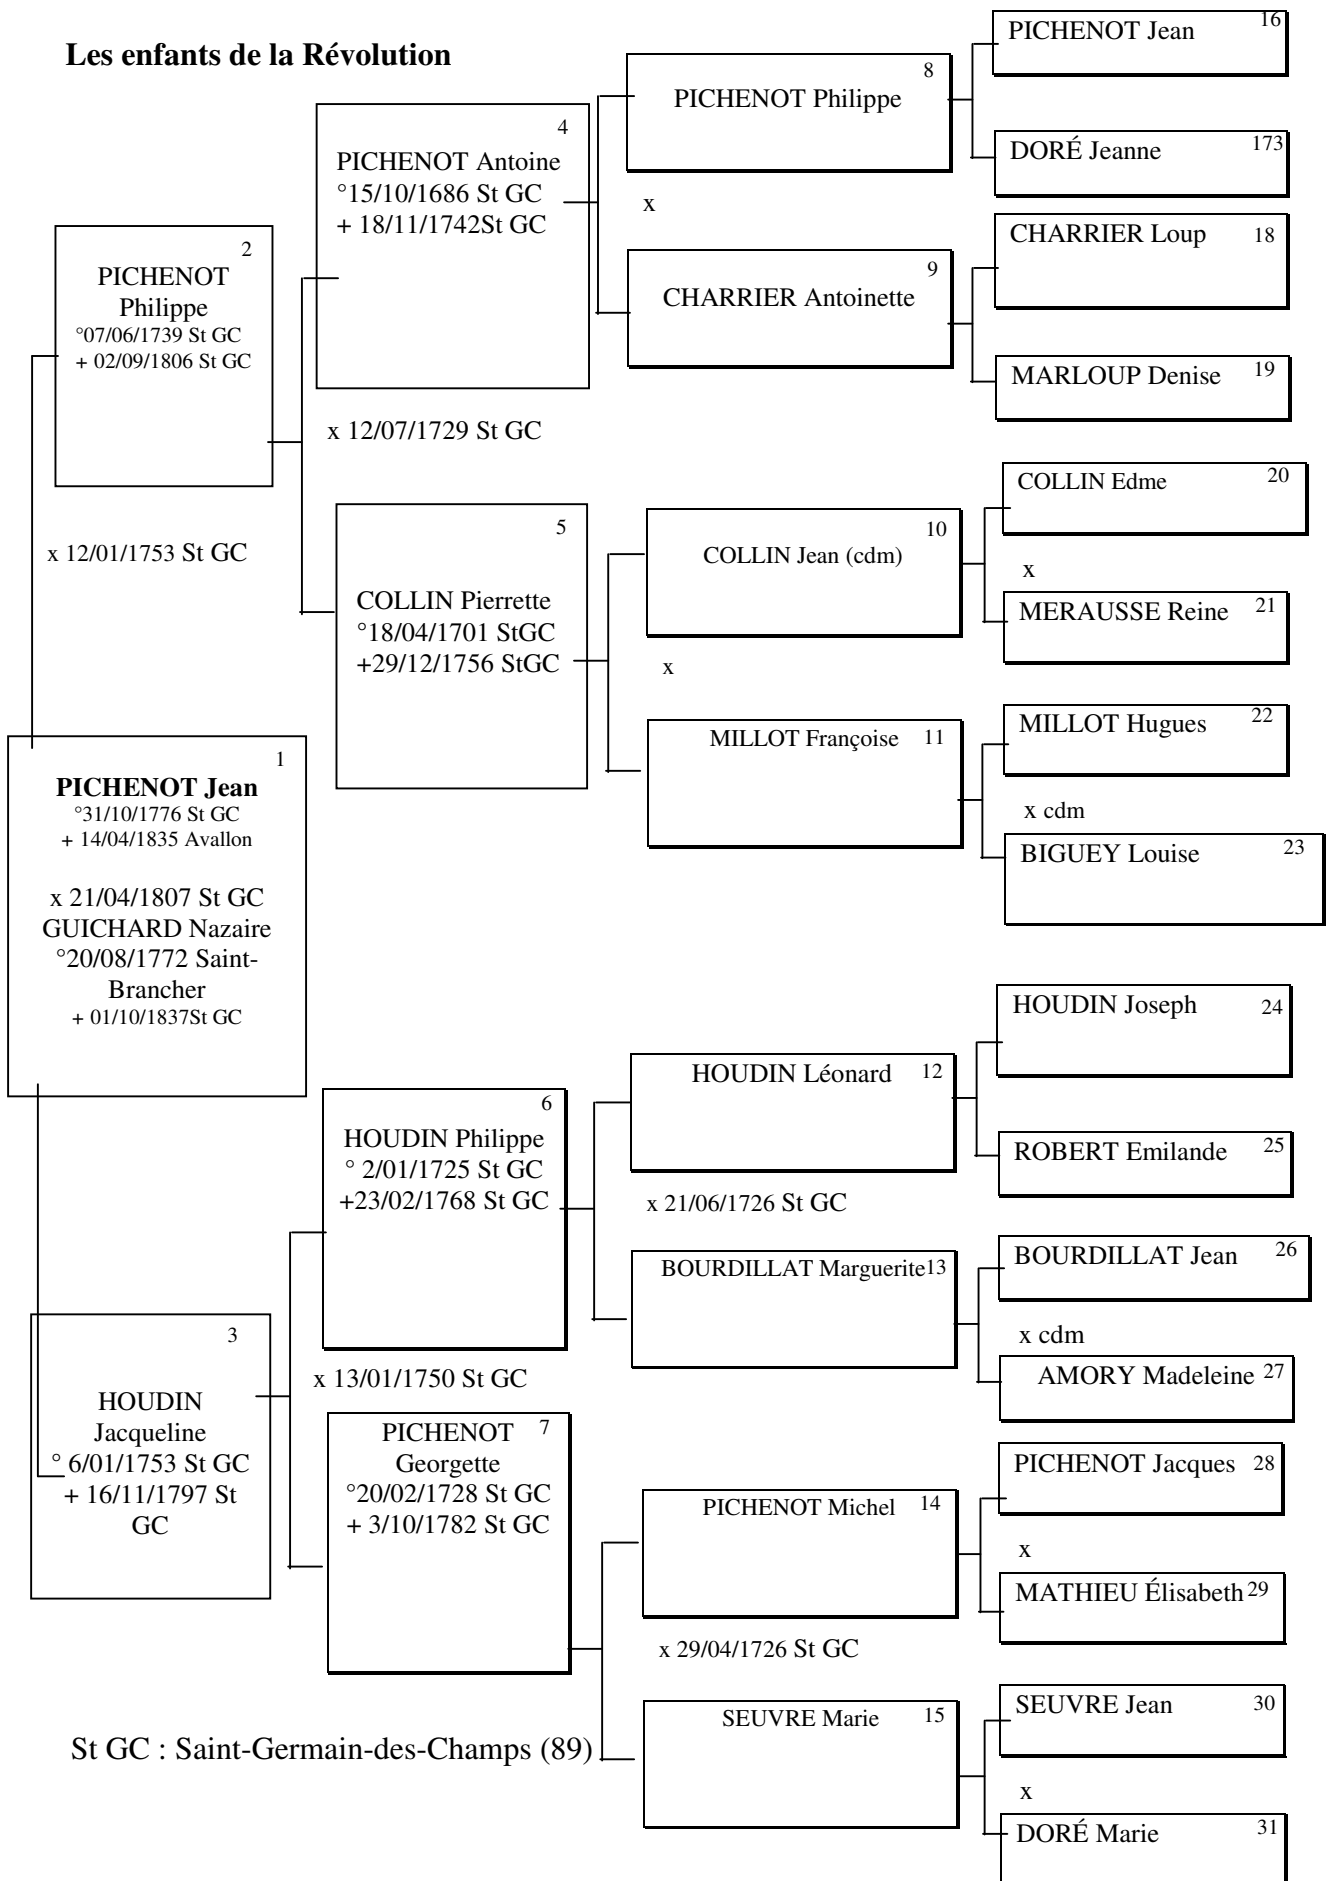 Les enfants de la Révolution
1
PICHENOT Jean
°31/10/1776 St GC
+ 14/04/1835 Avallon
x 21/04/1807 St GC
GUICHARD Nazaire
°20/08/1772 Saint-
Brancher
+ 01/10/1837St GC
2
PICHENOT
Philippe
°07/06/1739 St GC
+ 02/09/1806 St GC
x 12/01/1753 St GC
3
HOUDIN
Jacqueline
° 6/01/1753 St GC
+ 16/11/1797 St
GC
4
PICHENOT Antoine
°15/10/1686 St GC
+ 18/11/1742St GC
x 12/07/1729 St GC
5
COLLIN Pierrette
°18/04/1701 StGC
+29/12/1756 StGC
6
HOUDIN Philippe
° 2/01/1725 St GC
+23/02/1768 St GC
x 13/01/1750 St GC
PICHENOT 7
Georgette
°20/02/1728 St GC
+ 3/10/1782 St GC
8
PICHENOT Philippe
x
9
CHARRIER Antoinette
10
COLLIN Jean (cdm)
x
MILLOT Françoise 11
HOUDIN Léonard 12
x 21/06/1726 St GC
BOURDILLAT Marguerite13
PICHENOT Michel 14
x 29/04/1726 St GC
SEUVRE Marie 15
PICHENOT Jean 16
DORÉ Jeanne 173
CHARRIER Loup 18
MARLOUP Denise 19
COLLIN Edme 20
x
MERAUSSE Reine 21
MILLOT Hugues 22
x cdm
BIGUEY Louise 23
HOUDIN Joseph 24
ROBERT Emilande 25
BOURDILLAT Jean 26
x cdm
AMORY Madeleine 27
PICHENOT Jacques 28
x
MATHIEU Élisabeth 29
SEUVRE Jean 30
x
DORÉ Marie 31
St GC : Saint-Germain-des-Champs (89)